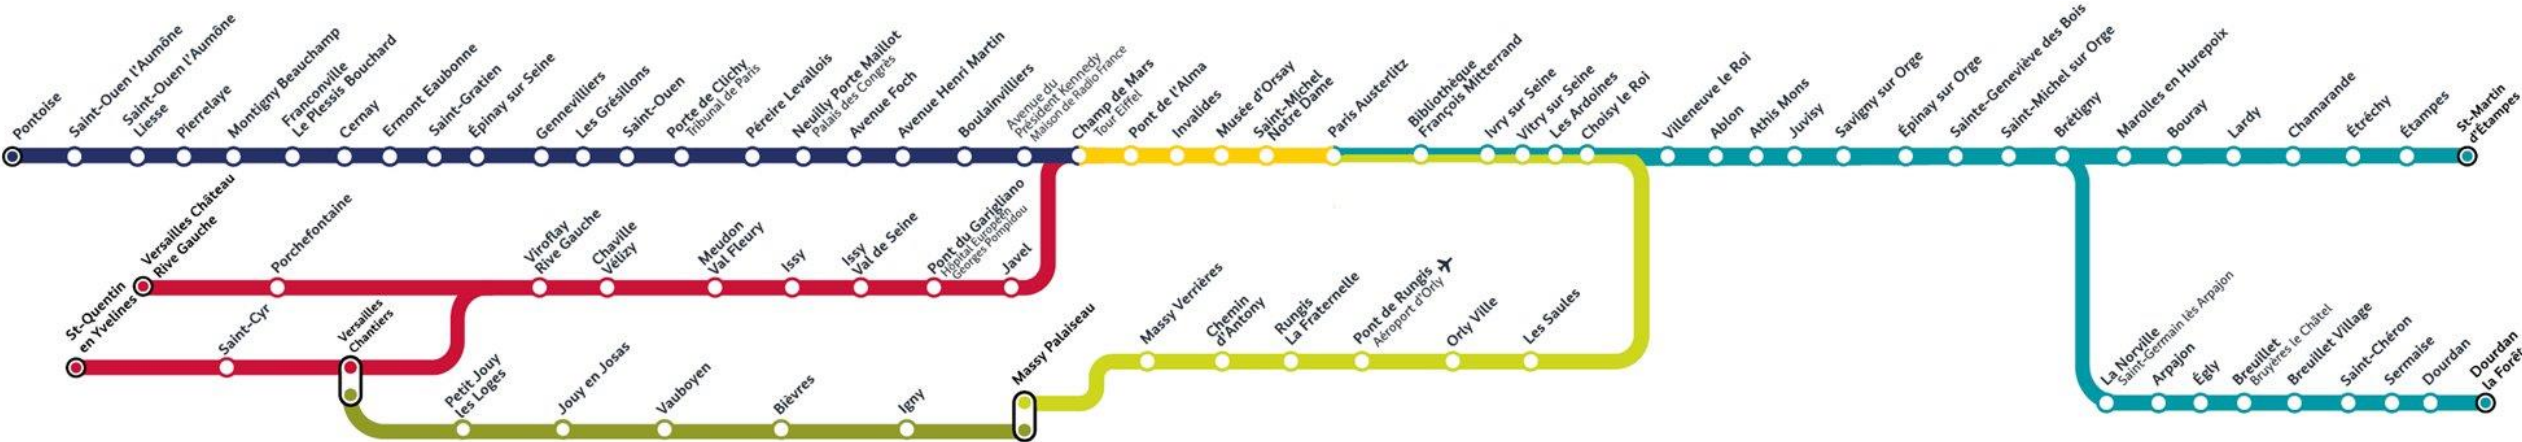 Pontoise
Saint-Ouen l'Aumône
Saint-Ouen l'Aumône
Liesse
Pierrelaye
Montigny Beauchamp
Franconville
Le Plessis Bouchard
Cernay
Ermont Eaubonne
Saint-Gratien
Épinay sur Seine
Gennevilliers
Les Grésillons
Saint-Ouen
Porte de Clichy
Tribunal de Paris
Péreire Levallois
Neuilly Porte Maillot
Palais des Congrès
Avenue Foch
Avenue Henri Martin
Boulainvilliers
Avenue du
Président Kennedy
Maison de Radio France
Champ de Mars
Tour Eiffel
Pont de l'Alma
Invalides
Musée d'Orsay
Saint-Michel
Notre Dame
Paris Austerlitz
Bibliothèque
François Mitterrand
Ivry sur Seine
Vitry sur Seine
Les Ardoines
Choisy le Roi
Villeneuve le Roi
Ablon
Athis Mons
Juvisy
Savigny sur Orge
Épinay sur Orge
Sainte-Geneviève des Bois
Saint-Michel sur Orge
Brétigny
Marolles en Hurepoix
Bouray
Lardy
Chamarande
Étréchy
Étampes
St-Martin
d'Étampes
Versailles Château
Rive Gauche
Porchefontaine
Viroflay
Rive Gauche
Chaville
Vélizy
Meudon
Val Fleury
Issy
Issy
Val de Seine
Pont du Garigliano
Hôpital Européen
Georges Pompidou
Javel
St-Quentin
en Yvelines
Saint-Cyr
Versailles
Chantiers
Petit Jouy
les Loges
Jouy en Josas
Vauboyen
Bièvres
Igny
Massy Palaiseau
Massy Verrières
Chemin
d'Antony
Rungis
La Fraternelle
Pont de Rungis
Aéroport d'Orly
Orly Ville
Les Saules
La Norville
Saint-Germain lès Arpajon
Arpajon
Égly
Breuillet
Bruyères le Châtel
Breuillet Village
Saint-Chéron
Sermaise
Dourdan
Dourdan
la Forêt